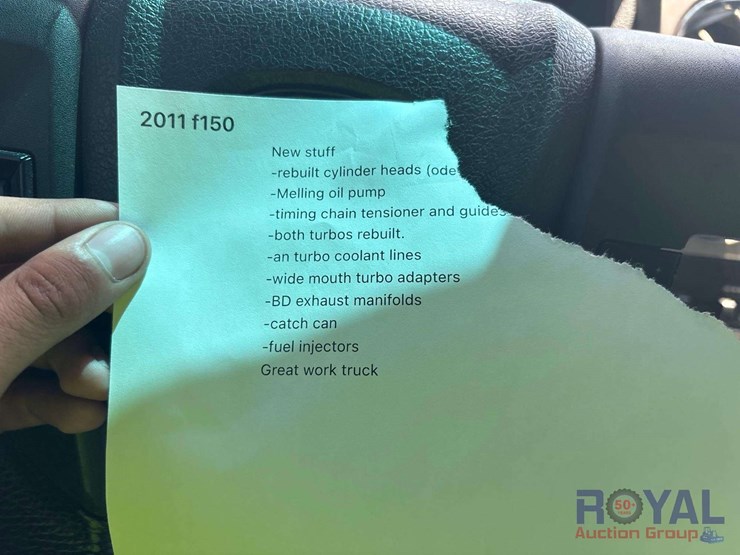 2011 f150
New stuff
-rebuilt cylinder heads (ode
-Melling oil pump
-timing chain tensioner and guides
-both turbos rebuilt.
-an turbo coolant lines
-wide mouth turbo adapters
-BD exhaust manifolds
-catch can
-fuel injectors
Great work truck
ROYAL
50+
Auction Group